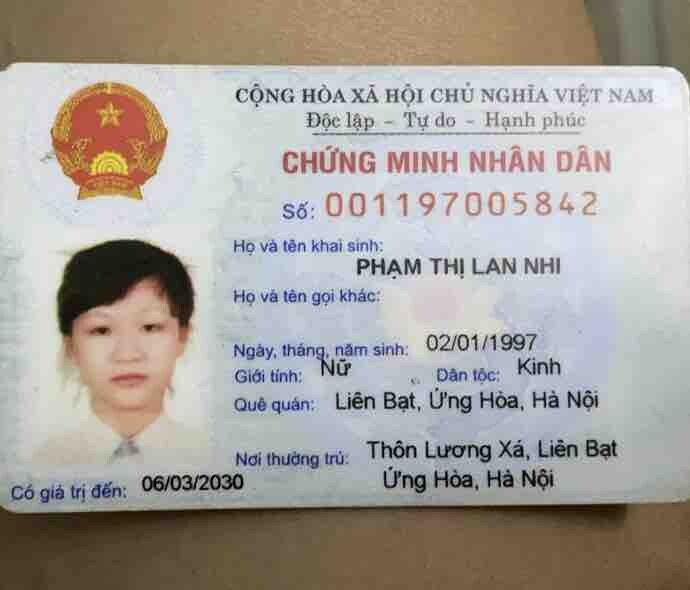 CỘNG HÒA XÃ HỘI CHỦ NGHĨA VIỆT NAM
Độc lập - Tự do - Hạnh phúc
CHỨNG MINH NHÂN DÂN
Số: 001197005842
Họ và tên khai sinh:
PHẠM THỊ LAN NHI
Họ và tên gọi khác:
Ngày, tháng, năm sinh: 02/01/1997
Giới tính: Nữ Dân tộc: Kinh
Quê quán: Liên Bạt, Ứng Hòa, Hà Nội
Nơi thường trú: Thôn Lương Xá, Liên Bạt
Ứng Hòa, Hà Nội
Có giá trị đến: 06/03/2030